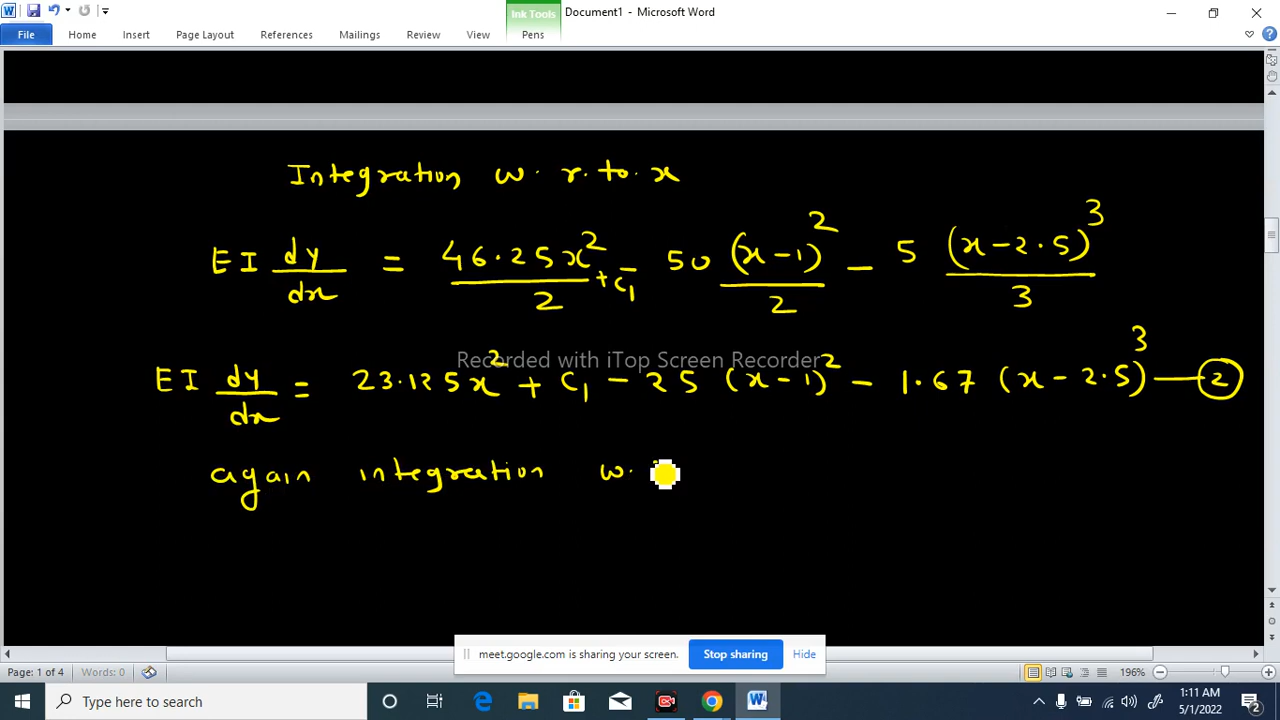 Document1 - Microsoft Word
Ink Tools
File Home Insert Page Layout References Mailings Review View Pens
Integration w. r. to. x
EI dy/dx = 46.25x²/2 + C₁ - 50 (x-1)²/2 - 5 (x-2.5)³/3
Recorded with iTop Screen Recorder
EI dy/dx = 23.125x² + C₁ - 25 (x-1)² - 1.67 (x-2.5)³ — 2
again integration w.
meet.google.com is sharing your screen. Stop sharing Hide
Page: 1 of 4 Words: 0 196%
Type here to search
1:11 AM
5/1/2022
2